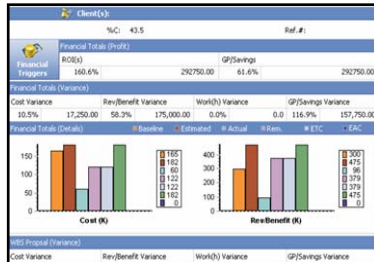 Client(s):
%C: 43.5 Ref.#:
Financial Triggers
Financial Totals (Profit)
ROI(s) GP/Savings
160.6% 292750.00 61.6% 292750.00
Financial Totals (Variance)
Cost Variance Rev/Benefit Variance Work(h) Variance GP/Savings Variance
10.5% 17,250.00 58.3% 175,000.00 0.0% 0.0 116.9% 157,750.00
Financial Totals (Details) Baseline Estimated Actual Rem. ETC EAC
150
100
50
0
165
182
60
122
122
182
0
Cost (K)
400
300
200
100
0
300
475
96
379
379
475
0
Rev/Benefit (K)
WBS Propsal (Variance)
Cost Variance Rev/Benefit Variance Work(h) Variance GP/Savings Variance